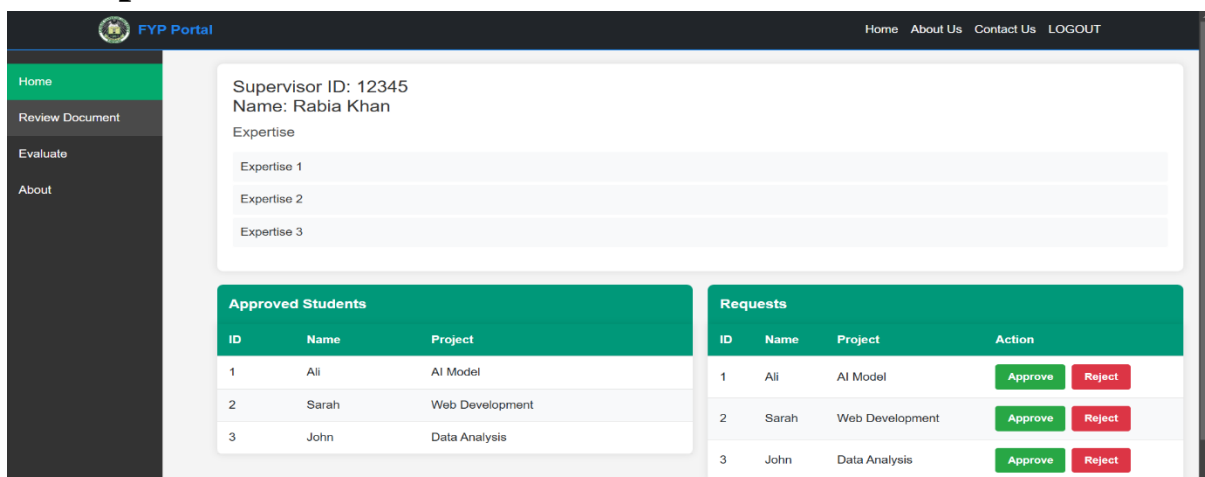 FYP Portal
Home About Us Contact Us LOGOUT
Home
Review Document
Evaluate
About
Supervisor ID: 12345
Name: Rabia Khan
Expertise
Expertise 1
Expertise 2
Expertise 3
Approved Students
ID Name Project
1 Ali AI Model
2 Sarah Web Development
3 John Data Analysis
Requests
ID Name Project Action
1 Ali AI Model Approve Reject
2 Sarah Web Development Approve Reject
3 John Data Analysis Approve Reject